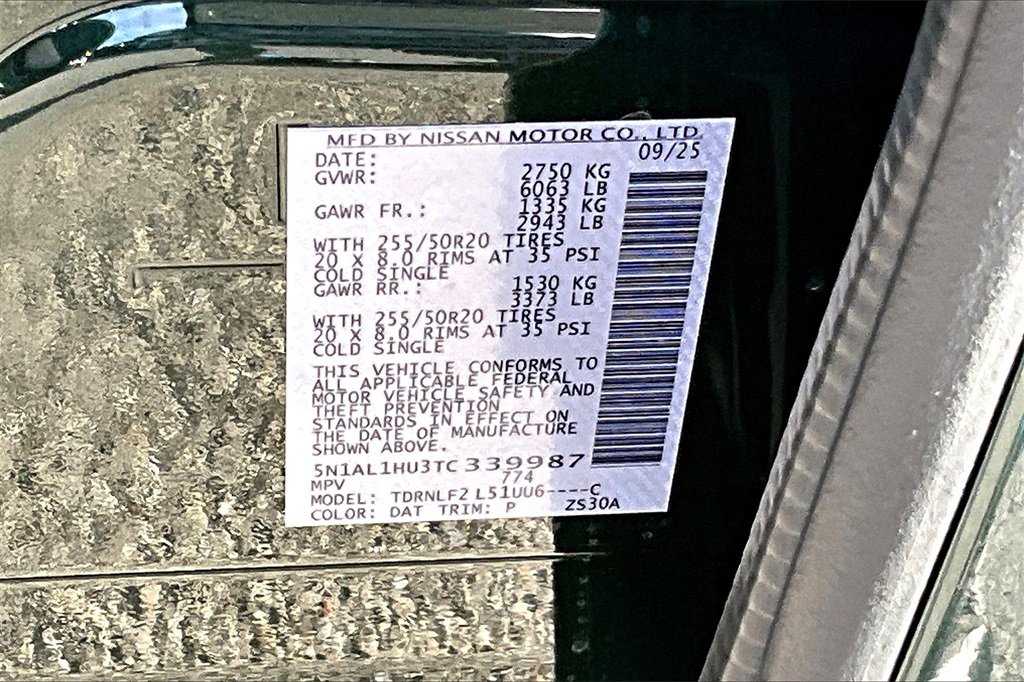 MFD BY NISSAN MOTOR CO., LTD.
DATE: 09/25
GVWR: 2750 KG
6063 LB
GAWR FR.: 1335 KG
2943 LB
WITH 255/50R20 TIRES
20 X 8.0 RIMS AT 35 PSI
COLD SINGLE
GAWR RR.: 1530 KG
3373 LB
WITH 255/50R20 TIRES
20 X 8.0 RIMS AT 35 PSI
COLD SINGLE
THIS VEHICLE CONFORMS TO
ALL APPLICABLE FEDERAL
MOTOR VEHICLE SAFETY AND
THEFT PREVENTION
STANDARDS IN EFFECT ON
THE DATE OF MANUFACTURE
SHOWN ABOVE.
5N1AL1HU3TC339987
MPV 774
MODEL: TDRNLF2 L51UU6----C
COLOR: DAT TRIM: P ZS30A